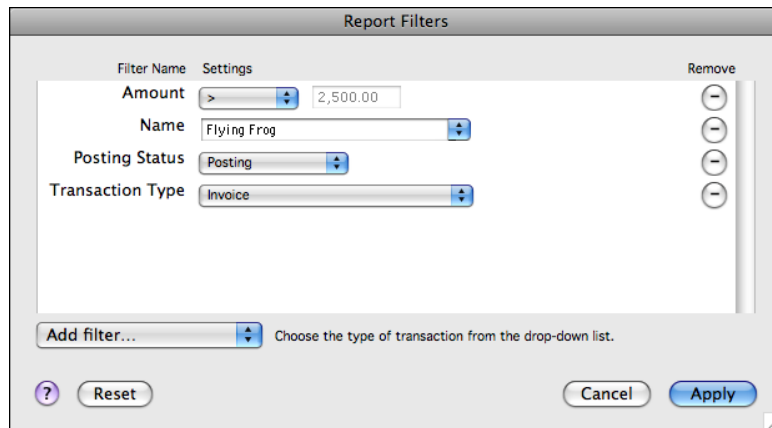 Report Filters
Filter Name Settings Remove
Amount > 2,500.00 −
Name Flying Frog −
Posting Status Posting −
Transaction Type Invoice −
Add filter... Choose the type of transaction from the drop-down list.
? Reset Cancel Apply